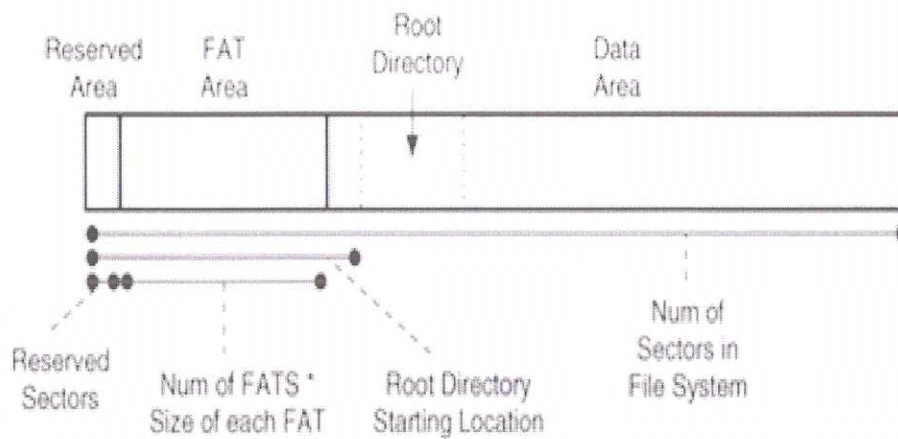 Reserved
Area
FAT
Area
Root
Directory
Data
Area
Reserved
Sectors
Num of FATS *
Size of each FAT
Root Directory
Starting Location
Num of
Sectors in
File System